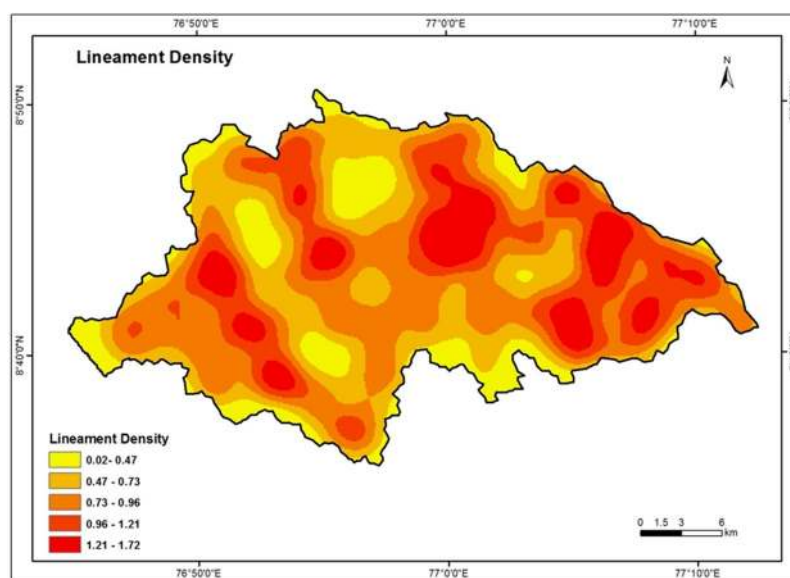 76°50'0"E 77°0'0"E 77°10'0"E
Lineament Density
N
8°50'0"N
8°40'0"N
Lineament Density
0.02- 0.47
0.47 - 0.73
0.73 - 0.96
0.96 - 1.21
1.21 - 1.72
0 1.5 3 6
km
76°50'0"E 77°0'0"E 77°10'0"E